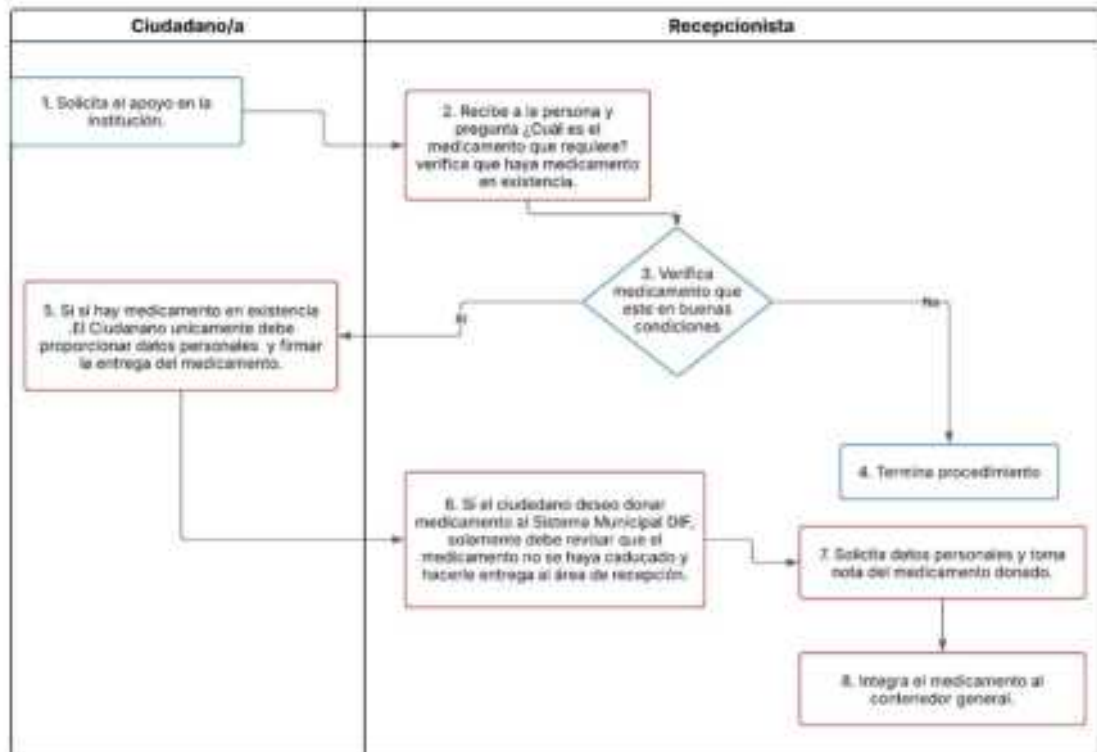 Ciudadano/a
Recepcionista
1. Solicita el apoyo en la
institución.
2. Recibe a la persona y
pregunta ¿Cuál es el
medicamento que requiere?
verifica que haya medicamento
en existencia.
3. Verifica
medicamento que
este en buenas
condiciones
Si
No
4. Termina procedimiento
5. Si si hay medicamento en existencia
.El Ciudanano unicamente debe
proporcionar datos personales y firmar
la entrega del medicamento.
6. Si el ciudadano deseo donar
medicamento al Sistema Municipal DIF,
solamente debe revisar que el
medicamento no se haya caducado y
hacerle entrega al área de recepción.
7. Solicita datos personales y toma
nota del medicamento donado.
8. Integra el medicamento al
contenedor general.